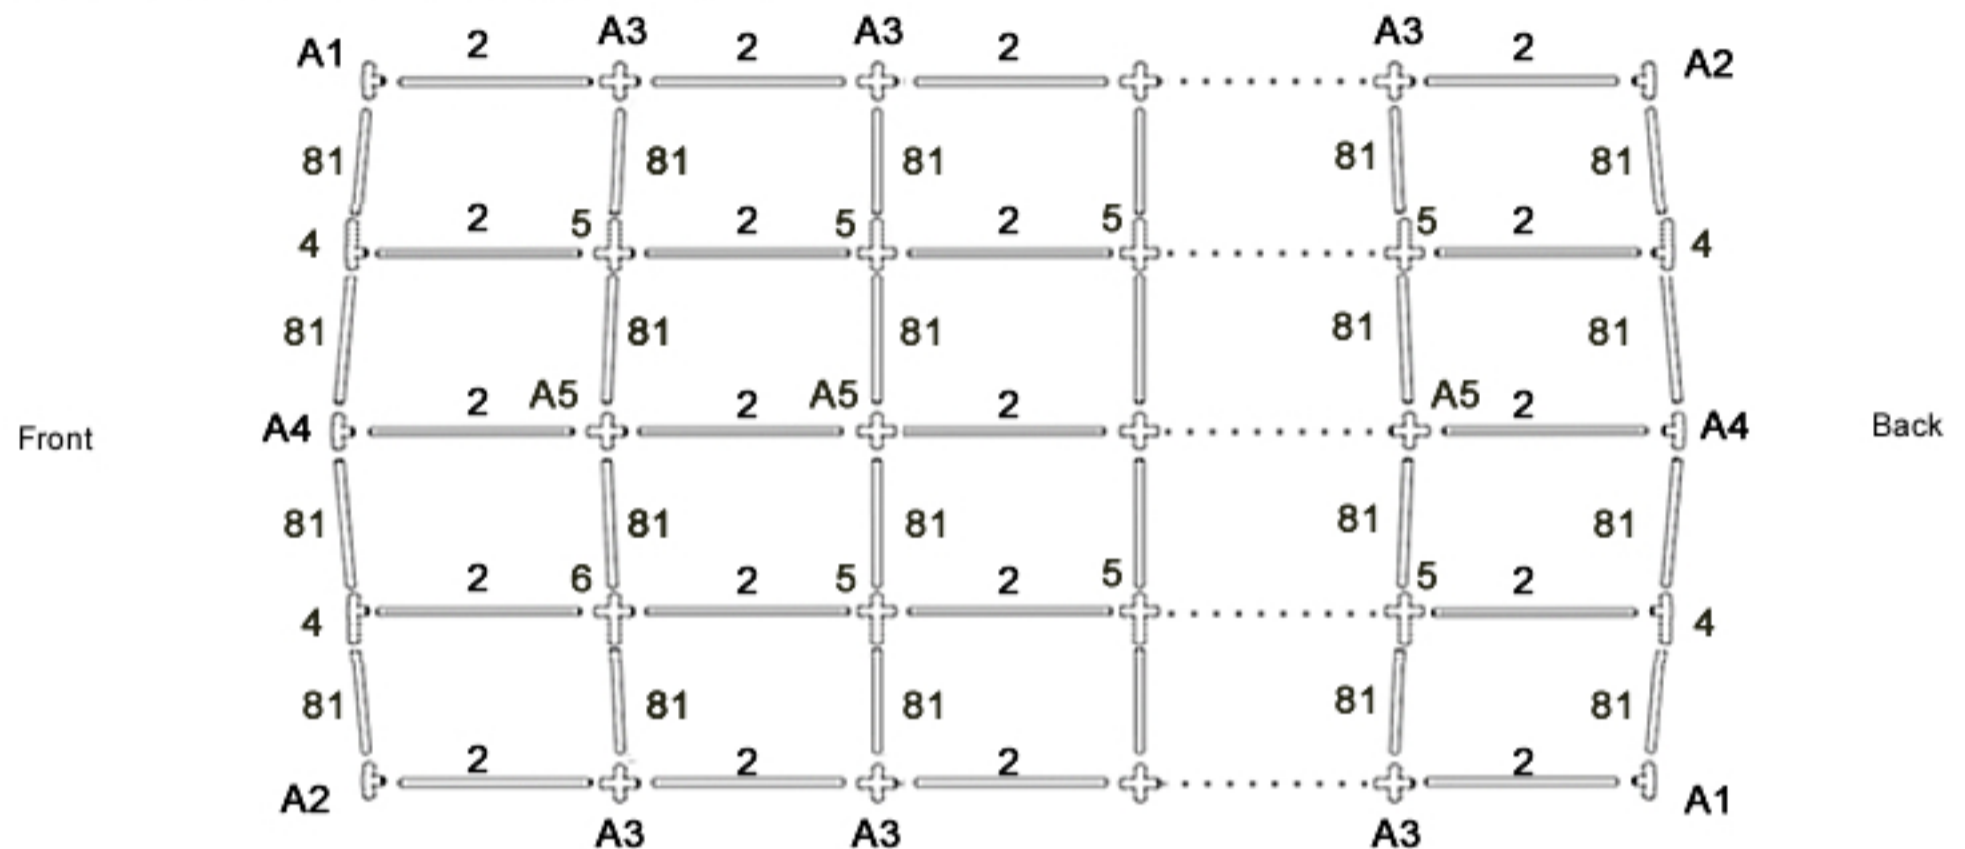 A1 2 A3 2 A3 2 A3 2 A2
81 81 81 81 81
4 2 5 2 5 2 5 5 2 4
81 81 81 81 81
Front A4 2 A5 2 A5 2 A5 2 A4 Back
81 81 81 81 81
4 2 6 2 5 2 5 5 2 4
81 81 81 81 81
A2 2 2 2 2 A1
A3 A3 A3